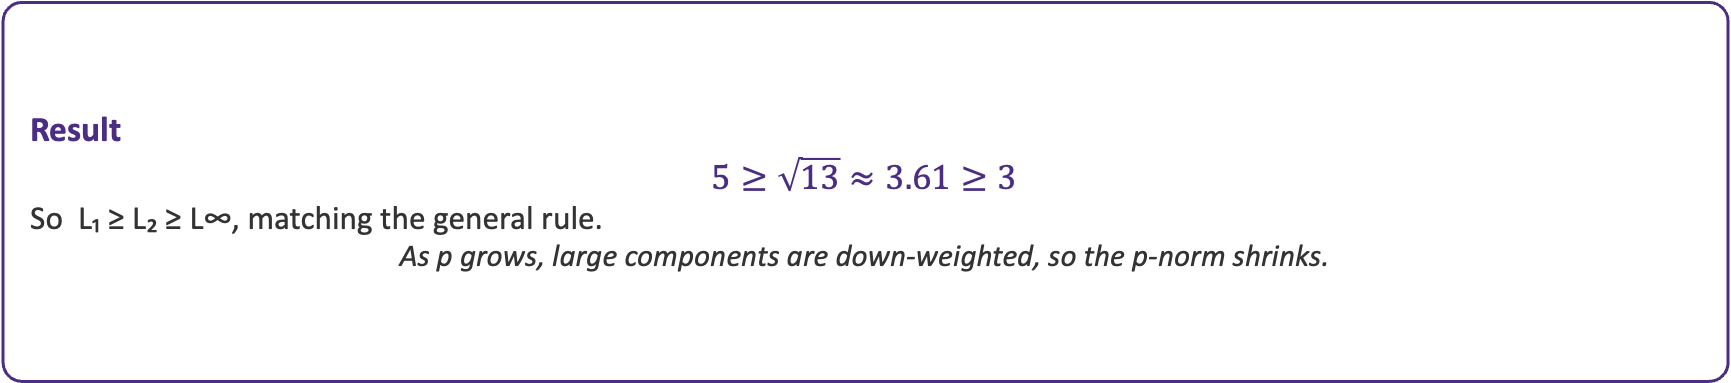 Result
5 ≥ √13 ≈ 3.61 ≥ 3
So L₁ ≥ L₂ ≥ L∞, matching the general rule.
As p grows, large components are down-weighted, so the p-norm shrinks.